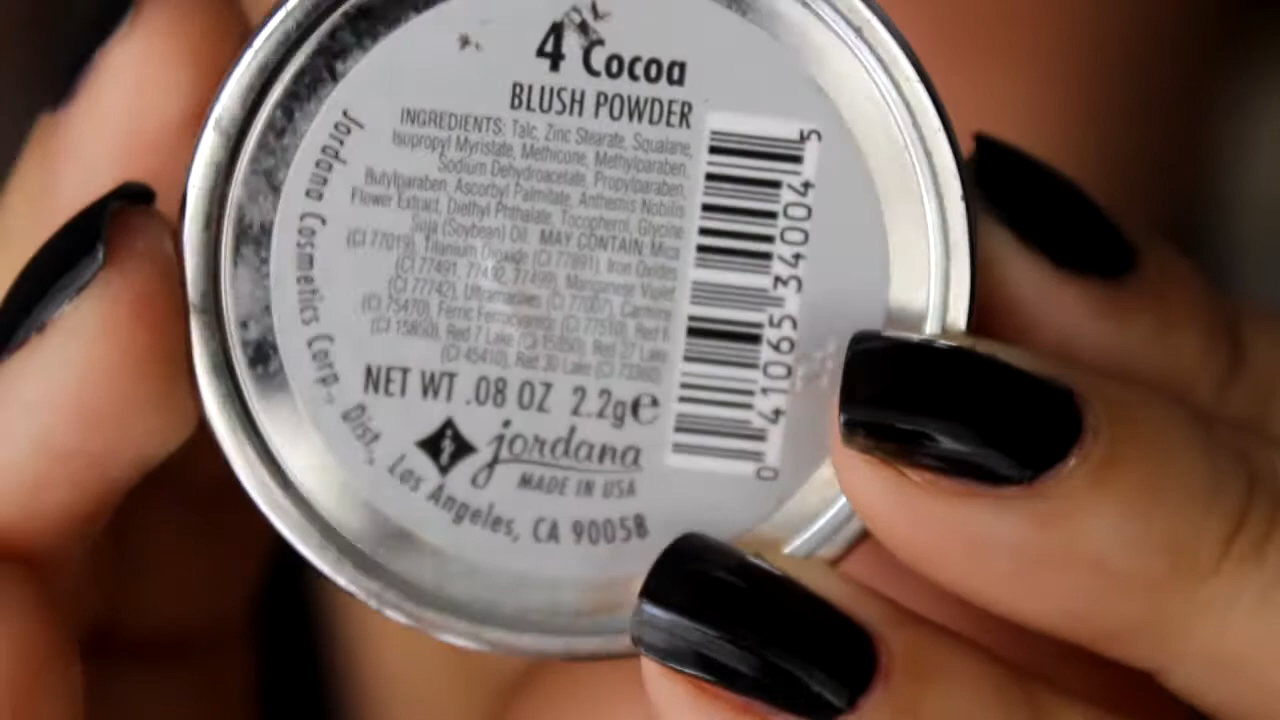 4 Cocoa
BLUSH POWDER
INGREDIENTS: Talc, Zinc Stearate, Squalane,
Isopropyl Myristate, Methicone, Methylparaben,
Sodium Dehydroacetate, Propylparaben,
Butylparaben, Ascorbyl Palmitate, Anthemis Nobilis
Flower Extract, Diethyl Phthalate, Tocopherol, Glycine
Soja (Soybean) Oil. MAY CONTAIN: Mica
(CI 77019), Titanium Dioxide (CI 77891), Iron Oxides
(CI 77491, 77492, 77499), Manganese Violet
(CI 77742), Ultramarines (CI 77007), Carmine
(CI 75470), Ferric Ferrocyanide (CI 77510), Red 6
(CI 15850), Red 7 Lake (CI 15850), Red 27 Lake
(CI 45410), Red 30 Lake (CI 73360)
NET WT .08 OZ 2.2g e
jordana
MADE IN USA
Jordana Cosmetics Corp., Dist., Los Angeles, CA 90058
0 41065 34004 5